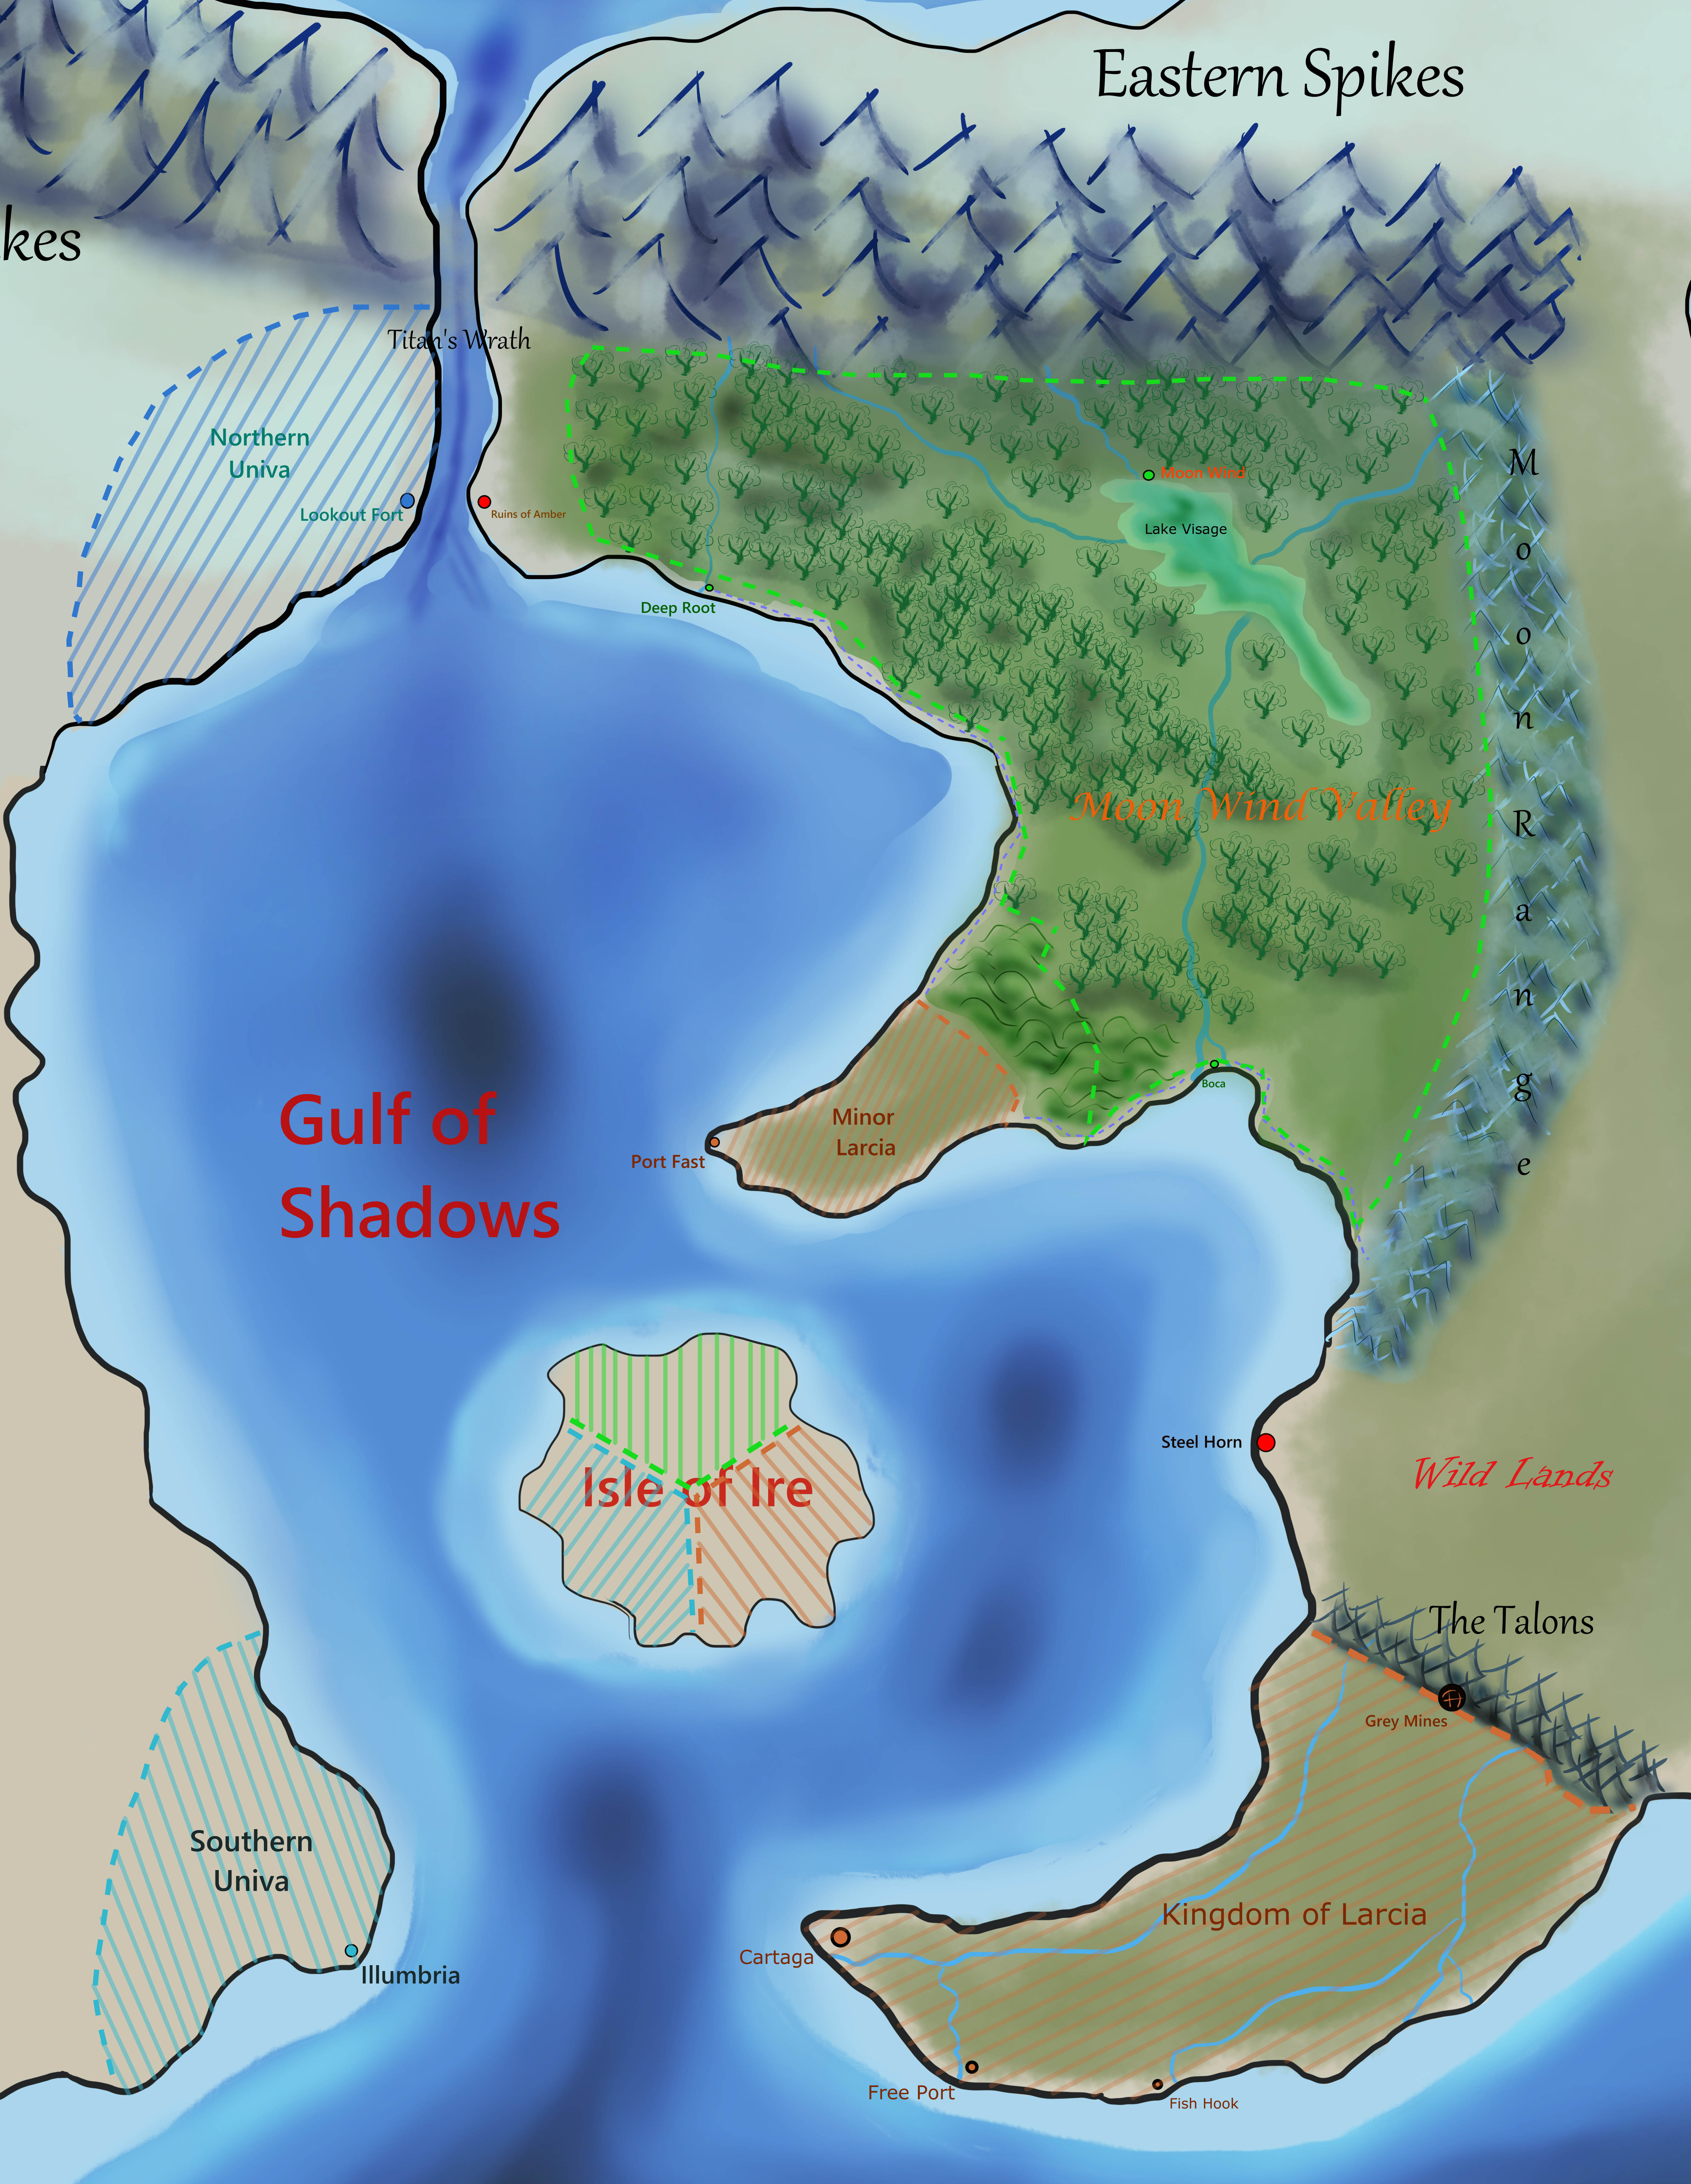 Eastern Spikes
kes
Titan's Wrath
Northern
Univa
Lookout Fort
Ruins of Amber
Moon Wind
Lake Visage
Deep Root
Moon Range
Moon Wind Valley
Boca
Minor
Larcia
Port Fast
Gulf of
Shadows
Isle of Ire
Steel Horn
Wild Lands
The Talons
Grey Mines
Southern
Univa
Illumbria
Kingdom of Larcia
Cartaga
Free Port
Fish Hook